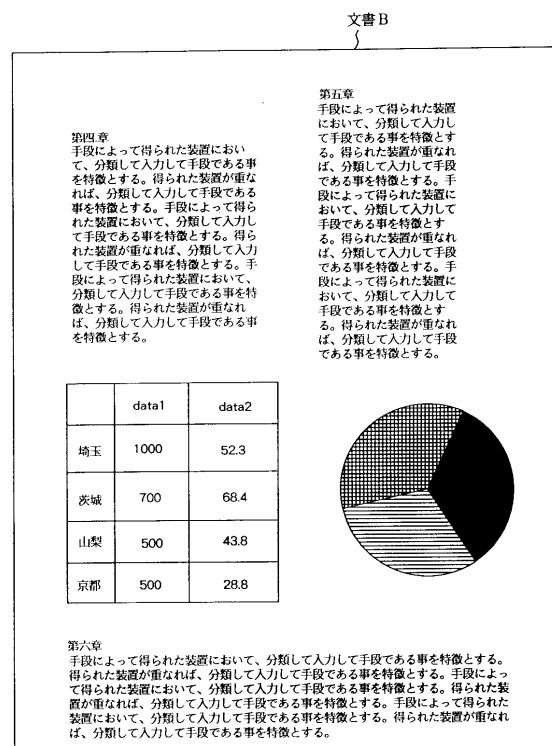 文書B
第四章
手段によって得られた装置におい
て、分類して入力して手段である事
を特徴とする。得られた装置が重な
れば、分類して入力して手段である
事を特徴とする。手段によって得ら
れた装置において、分類して入力し
て手段である事を特徴とする。得ら
れた装置が重なれば、分類して入力
して手段である事を特徴とする。手
段によって得られた装置において、
分類して入力して手段である事を特
徴とする。得られた装置が重なれ
ば、分類して入力して手段である事
を特徴とする。
第五章
手段によって得られた装置
において、分類して入力し
て手段である事を特徴とす
る。得られた装置が重なれ
ば、分類して入力して手段
である事を特徴とする。手
段によって得られた装置に
おいて、分類して入力して
手段である事を特徴とす
る。得られた装置が重なれ
ば、分類して入力して手段
である事を特徴とする。手
段によって得られた装置に
おいて、分類して入力して
手段である事を特徴とす
る。得られた装置が重なれ
ば、分類して入力して手段
である事を特徴とする。
data1 data2
埼玉 1000 52.3
茨城 700 68.4
山梨 500 43.8
京都 500 28.8
第六章
手段によって得られた装置において、分類して入力して手段である事を特徴とする。
得られた装置が重なれば、分類して入力して手段である事を特徴とする。手段によっ
て得られた装置において、分類して入力して手段である事を特徴とする。得られた装
置が重なれば、分類して入力して手段である事を特徴とする。手段によって得られた
装置において、分類して入力して手段である事を特徴とする。得られた装置が重なれ
ば、分類して入力して手段である事を特徴とする。